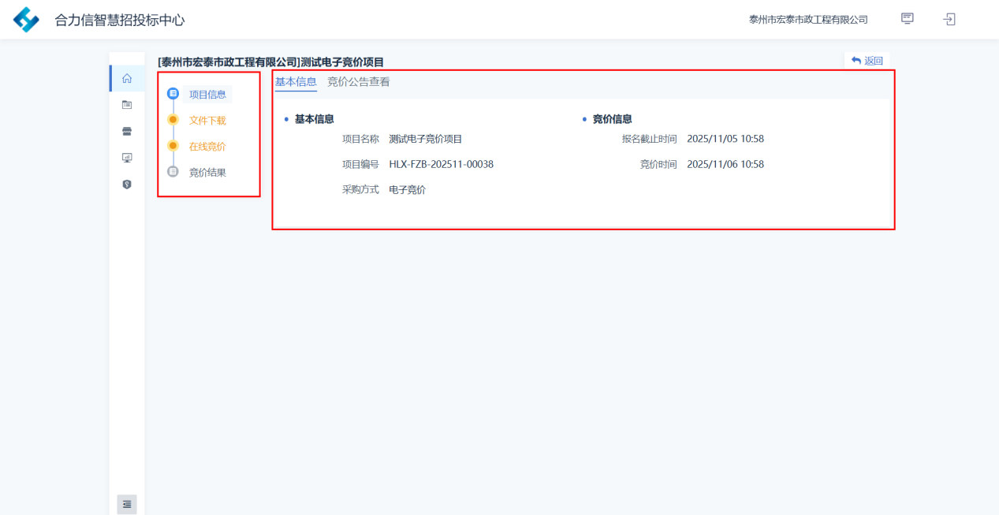 合力信智慧招投标中心
泰州市宏泰市政工程有限公司
[泰州市宏泰市政工程有限公司]测试电子竞价项目
返回
项目信息
文件下载
在线竞价
竞价结果
基本信息 竞价公告查看
基本信息
项目名称 测试电子竞价项目
项目编号 HLX-FZB-202511-00038
采购方式 电子竞价
竞价信息
报名截止时间 2025/11/05 10:58
竞价时间 2025/11/06 10:58